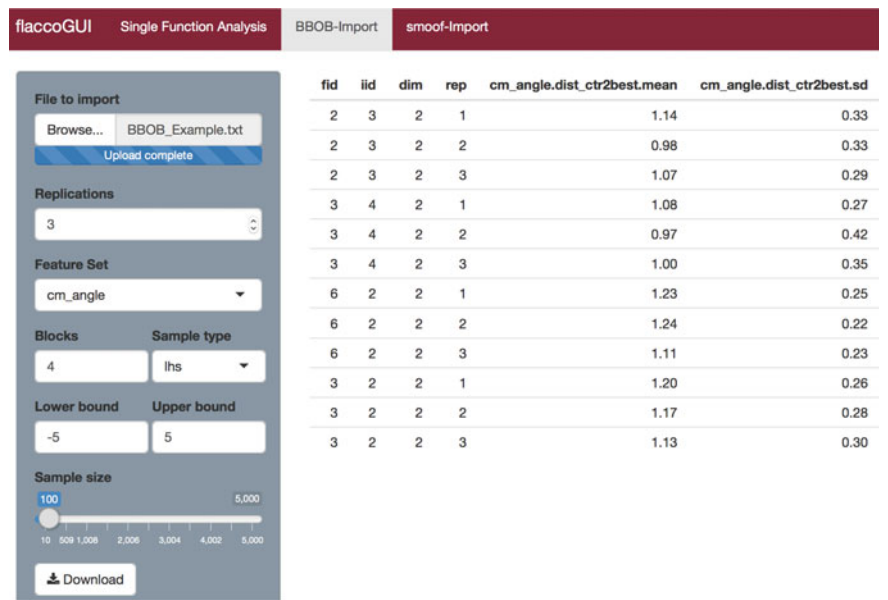 flaccoGUI Single Function Analysis BBOB-Import smoof-Import
File to import
Browse... BBOB_Example.txt
Upload complete
Replications
3
Feature Set
cm_angle
Blocks Sample type
4 lhs
Lower bound Upper bound
-5 5
Sample size
100 5,000
10 509 1,008 2,006 3,004 4,002 5,000
Download
fid iid dim rep cm_angle.dist_ctr2best.mean cm_angle.dist_ctr2best.sd
2 3 2 1 1.14 0.33
2 3 2 2 0.98 0.33
2 3 2 3 1.07 0.29
3 4 2 1 1.08 0.27
3 4 2 2 0.97 0.42
3 4 2 3 1.00 0.35
6 2 2 1 1.23 0.25
6 2 2 2 1.24 0.22
6 2 2 3 1.11 0.23
3 2 2 1 1.20 0.26
3 2 2 2 1.17 0.28
3 2 2 3 1.13 0.30